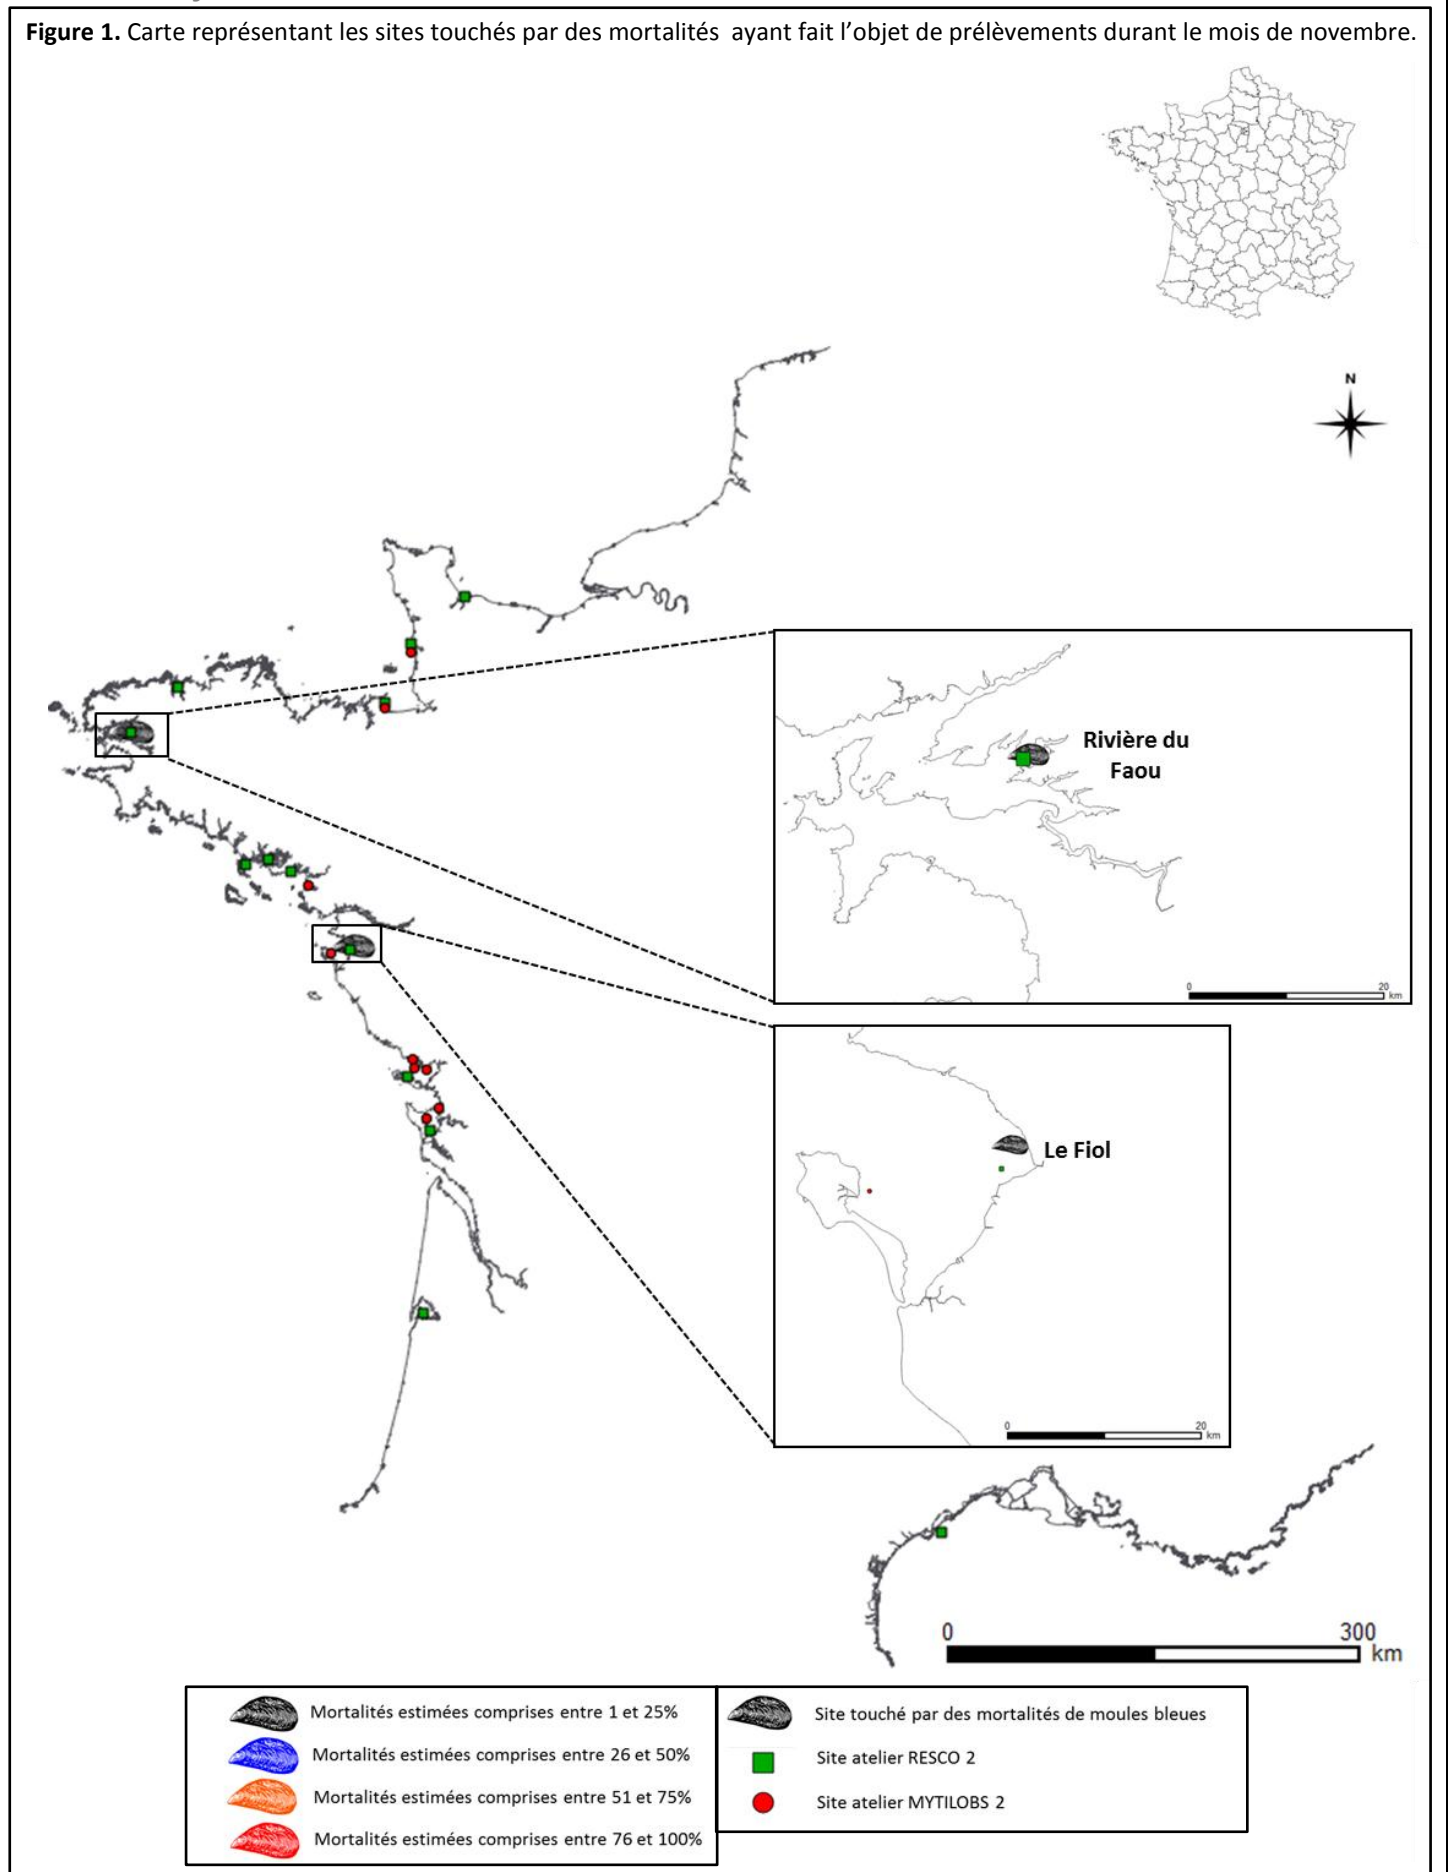 Figure 1. Carte représentant les sites touchés par des mortalités ayant fait l'objet de prélèvements durant le mois de novembre.
N
Rivière du
Faou
0 20
km
Le Fiol
0 20
km
0 300
km
Mortalités estimées comprises entre 1 et 25%
Mortalités estimées comprises entre 26 et 50%
Mortalités estimées comprises entre 51 et 75%
Mortalités estimées comprises entre 76 et 100%
Site touché par des mortalités de moules bleues
Site atelier RESCO 2
Site atelier MYTILOBS 2